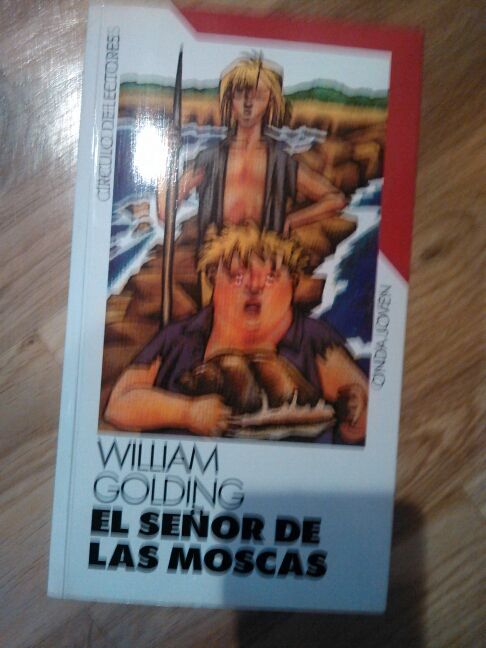 CÍRCULO DE LECTORES
ONDA JOVEN
WILLIAM
GOLDING
EL SEÑOR DE
LAS MOSCAS